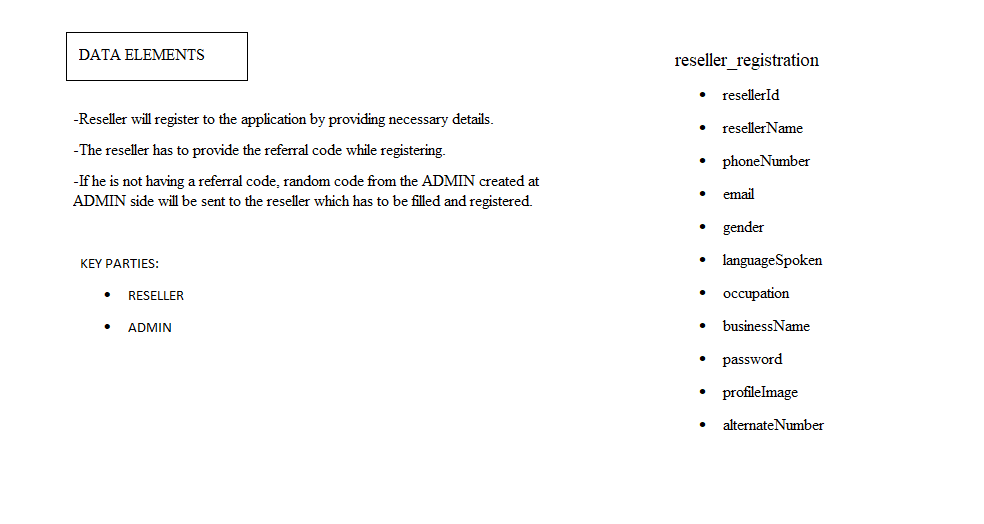 DATA ELEMENTS
-Reseller will register to the application by providing necessary details.
-The reseller has to provide the referral code while registering.
-If he is not having a referral code, random code from the ADMIN created at
ADMIN side will be sent to the reseller which has to be filled and registered.
KEY PARTIES:
• RESELLER
• ADMIN
reseller_registration
• resellerId
• resellerName
• phoneNumber
• email
• gender
• languageSpoken
• occupation
• businessName
• password
• profileImage
• alternateNumber